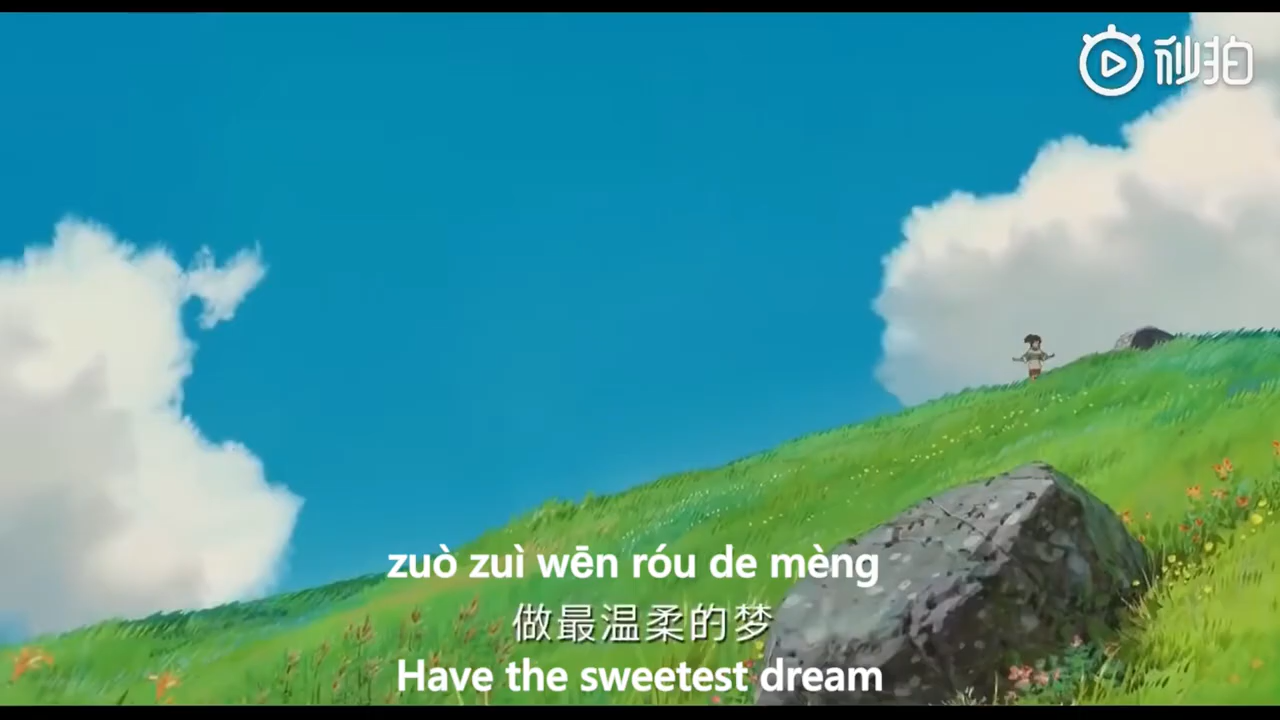 秒拍
zuò zuì wēn róu de mèng
做最温柔的梦
Have the sweetest dream